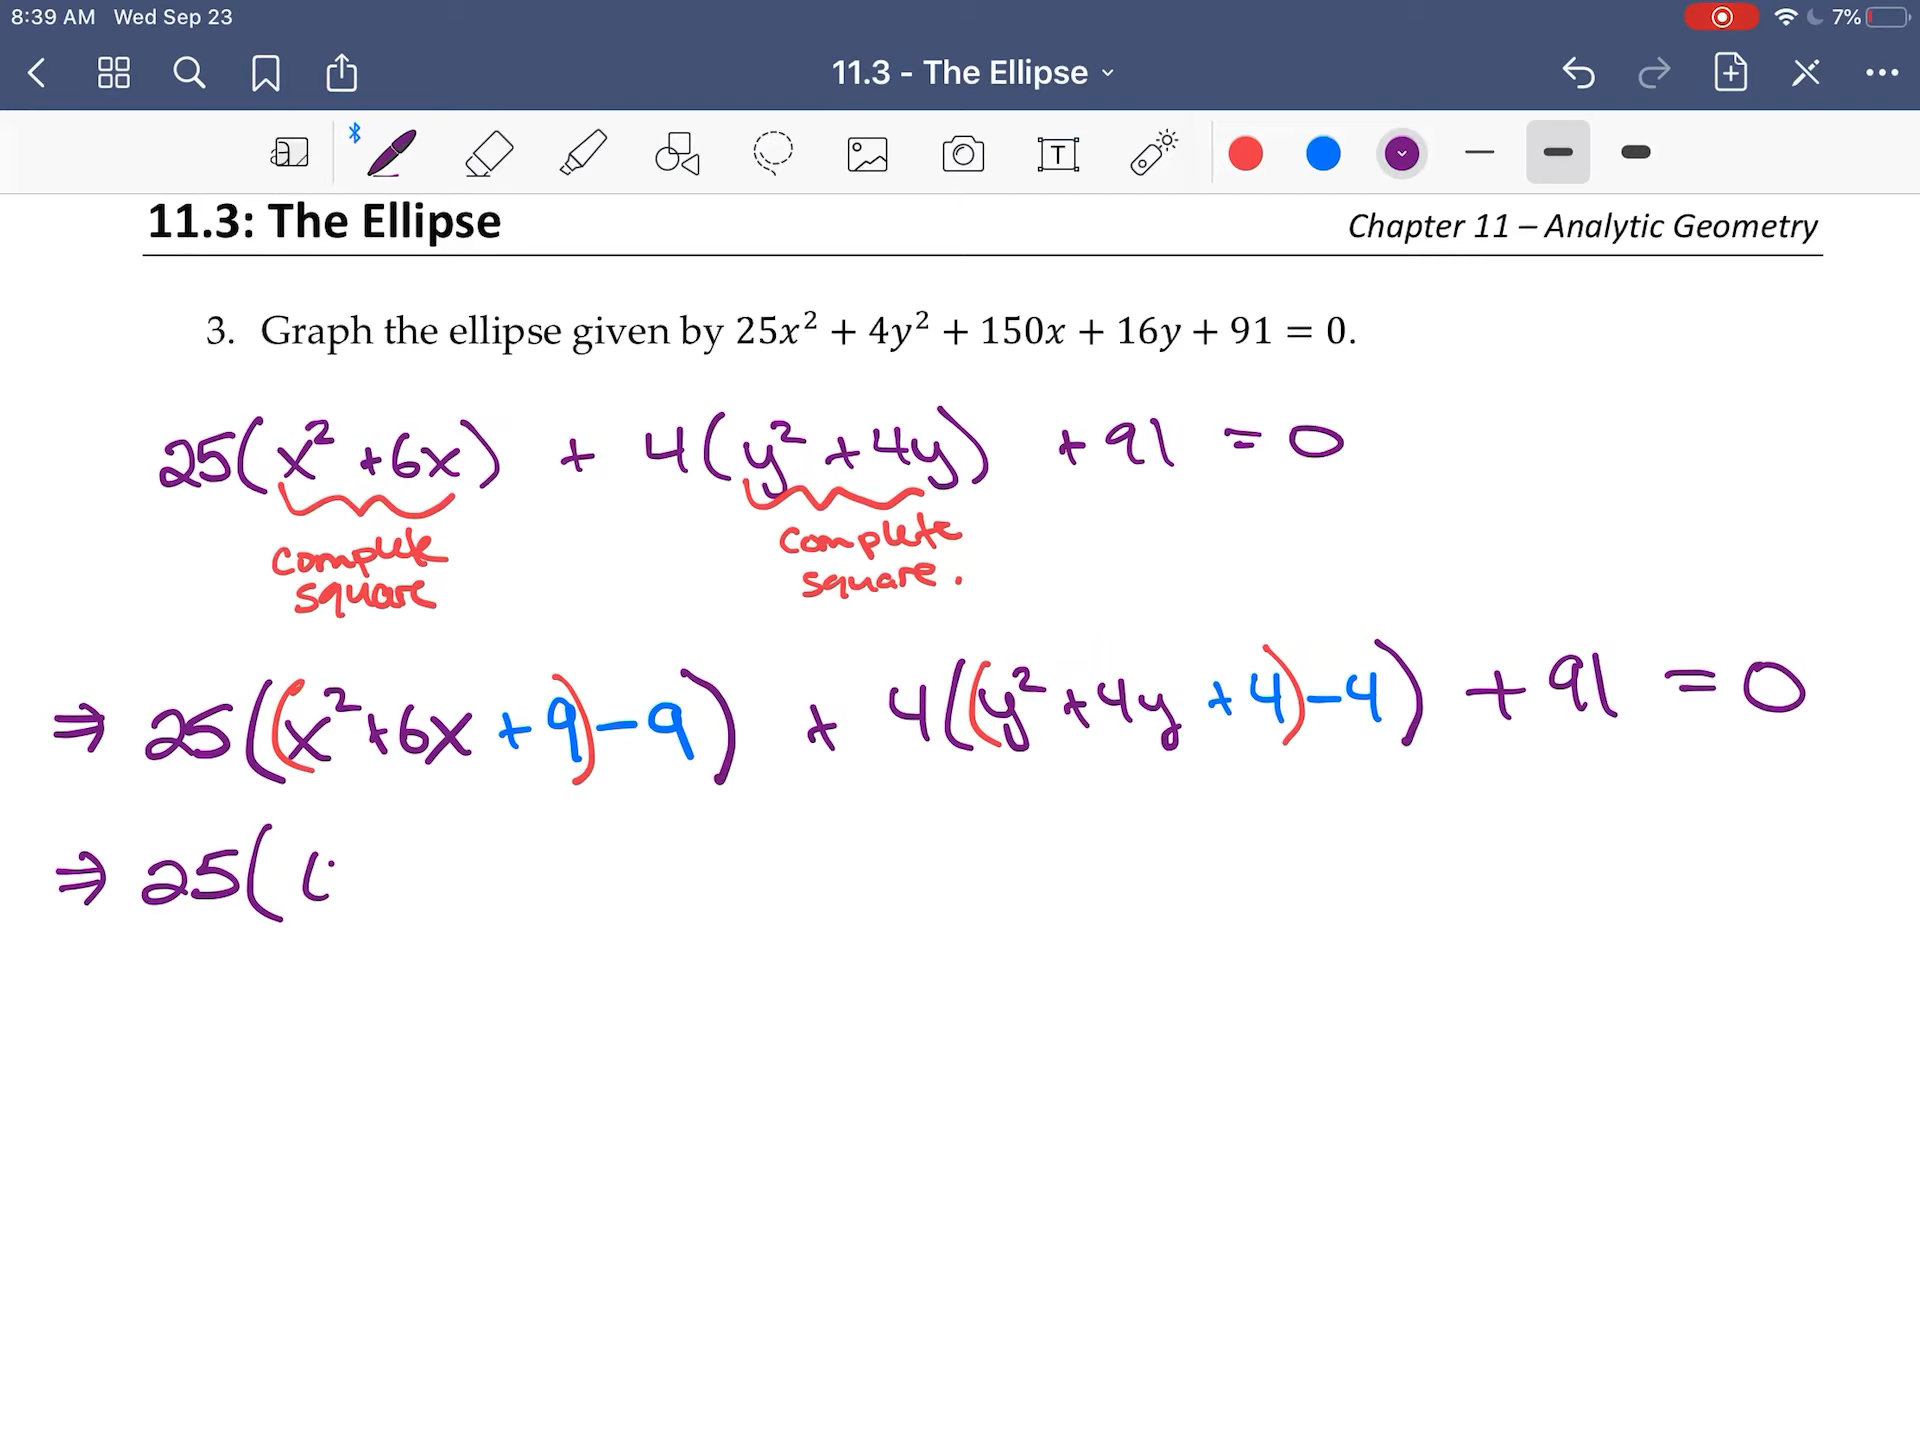 8:39 AM Wed Sep 23 7%
11.3 - The Ellipse
a T
11.3: The Ellipse Chapter 11 – Analytic Geometry
3. Graph the ellipse given by 25x² + 4y² + 150x + 16y + 91 = 0.
25(x² +6x) + 4(y² +4y) +91 = 0
complete square complete square.
⇒ 25((x²+6x +9)-9) + 4((y² +4y +4)-4) +91 = 0
⇒ 25( (